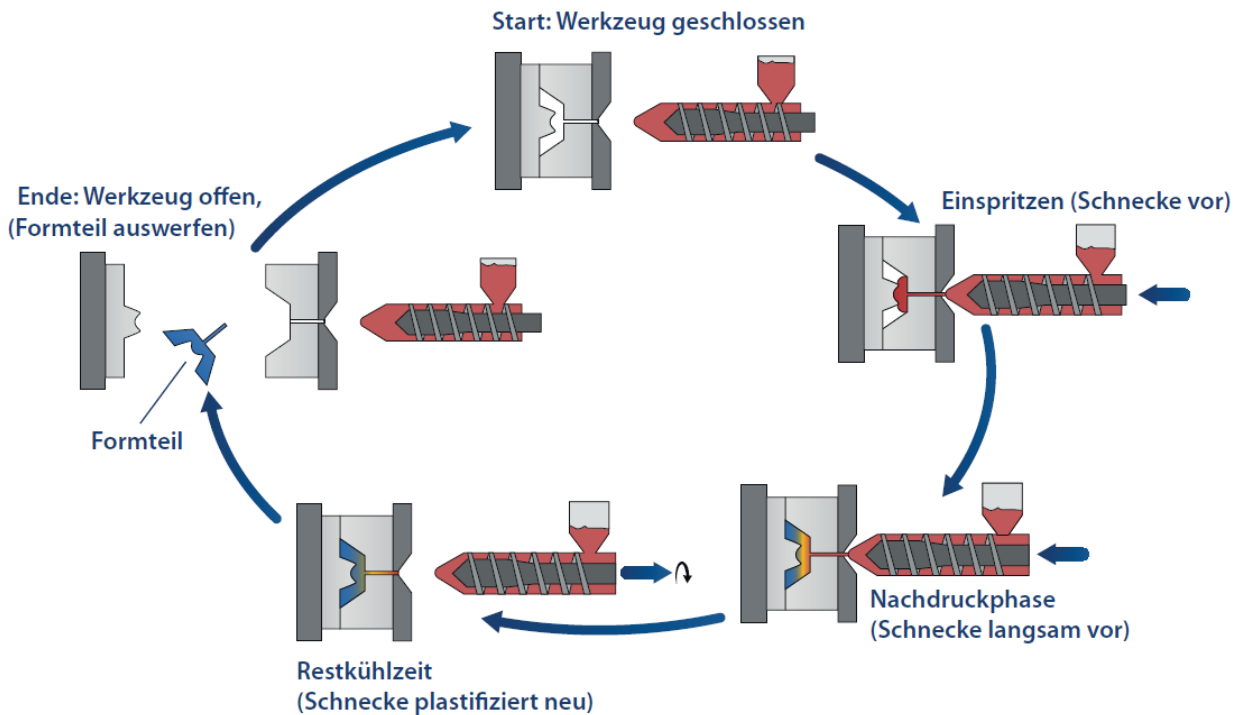 Start: Werkzeug geschlossen
Einspritzen (Schnecke vor)
Nachdruckphase
(Schnecke langsam vor)
Restkühlzeit
(Schnecke plastifiziert neu)
Ende: Werkzeug offen,
(Formteil auswerfen)
Formteil